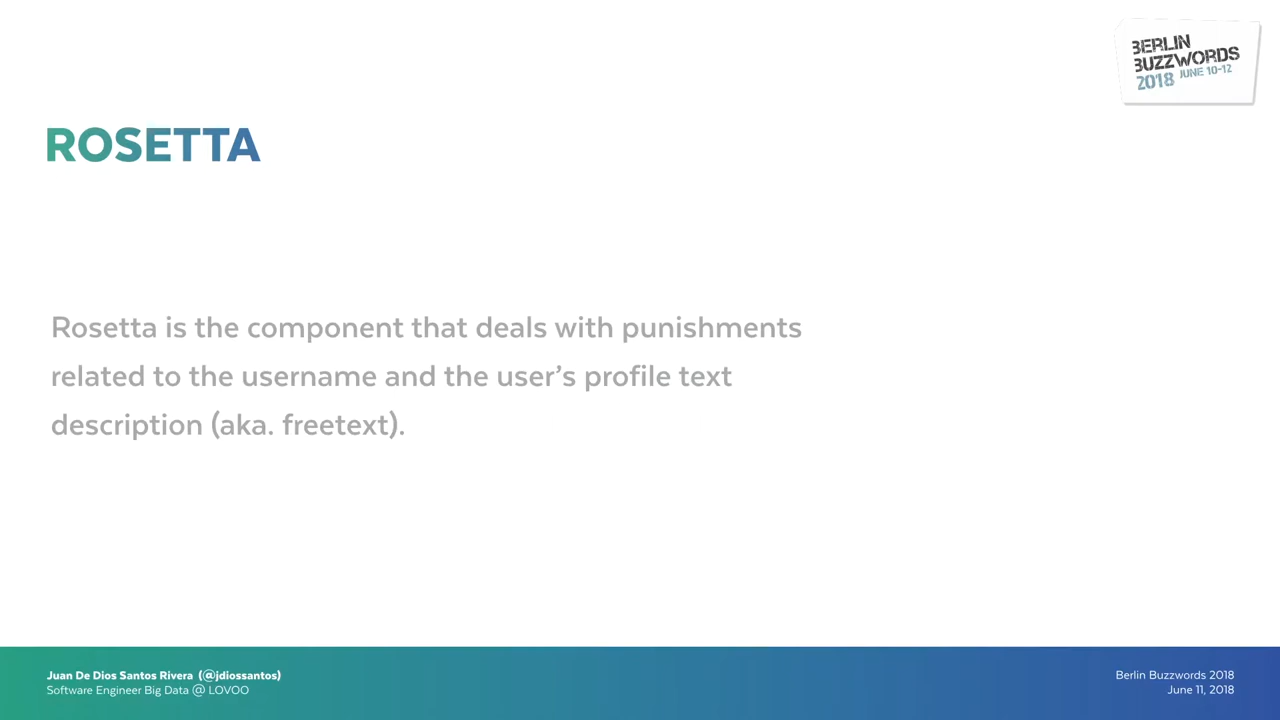 BERLIN
BUZZWORDS
2018 JUNE 10-12
ROSETTA
Rosetta is the component that deals with punishments
related to the username and the user’s profile text
description (aka. freetext).
Juan De Dios Santos Rivera (@jdiossantos)
Software Engineer Big Data @ LOVOO
Berlin Buzzwords 2018
June 11, 2018